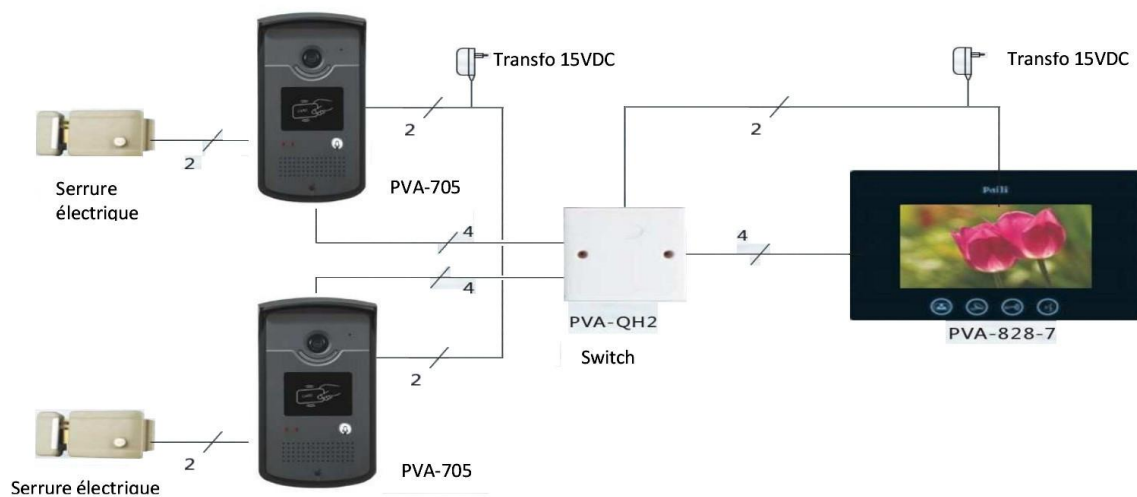 Transfo 15VDC
Transfo 15VDC
2
2
2
Serrure
électrique
PVA-705
Paili
4
4
4
PVA-QH2
Switch
PVA-828-7
2
2
PVA-705
Serrure électrique